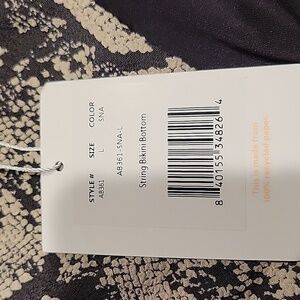 STYLE # SIZE COLOR
AB361 L SNA
AB361-SNA-L
String Bikini Bottom
8 40155 34826 4
This is made from
100% recycled paper.